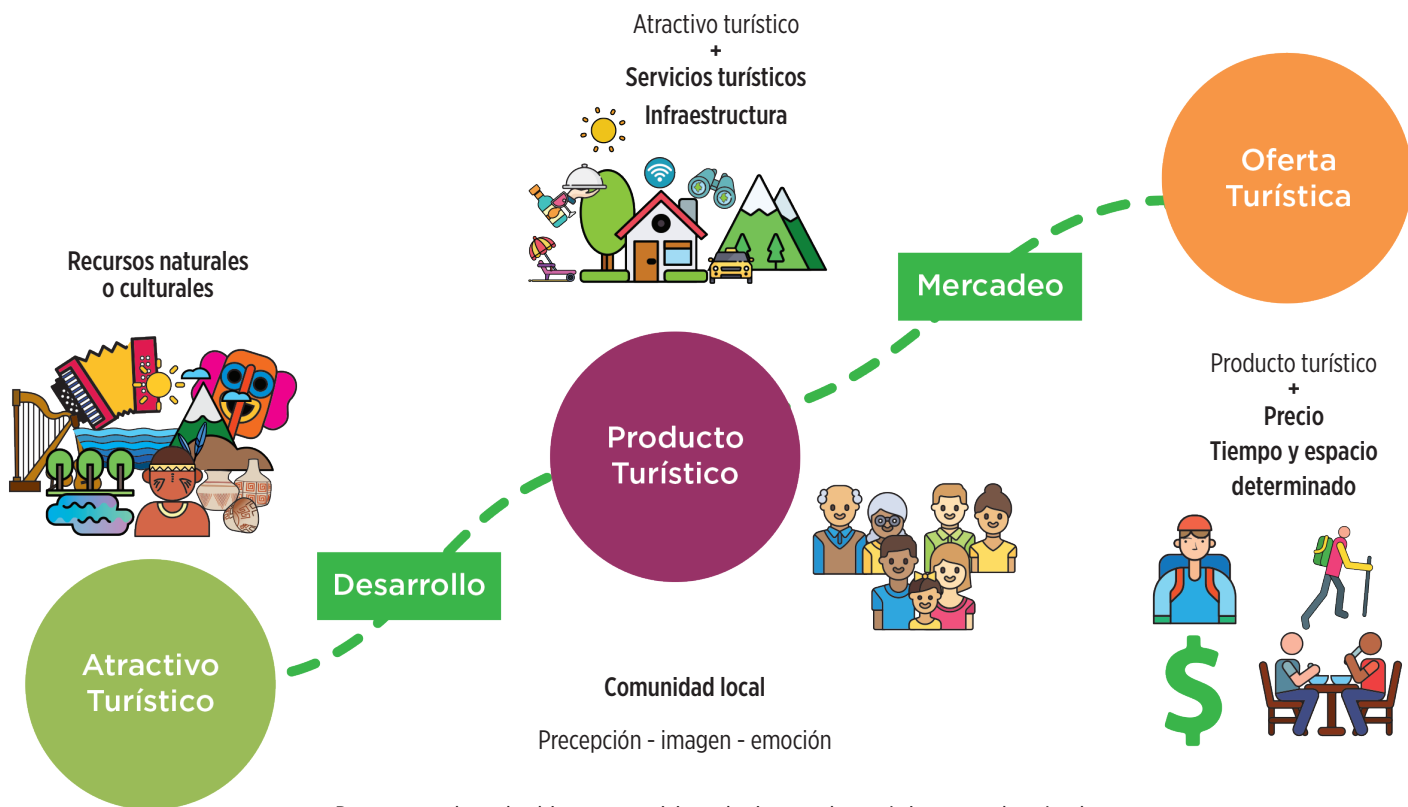 Atractivo turístico
+
Servicios turísticos
Infraestructura
Oferta
Turística
Recursos naturales
o culturales
Mercadeo
Producto turístico
+
Precio
Tiempo y espacio
determinado
Producto
Turístico
Desarrollo
Atractivo
Turístico
Comunidad local
Precepción - imagen - emoción
$